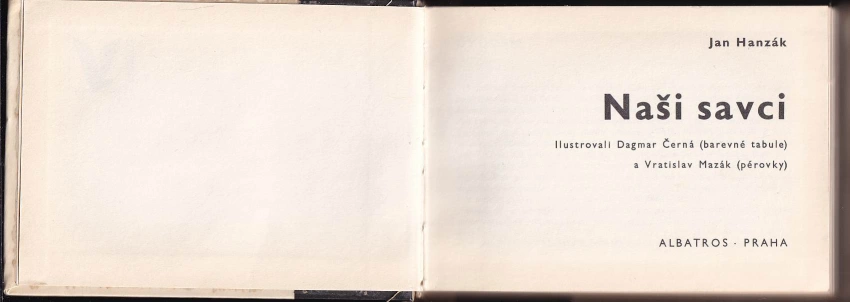 Jan Hanzák
Naši savci
Ilustrovali Dagmar Černá (barevné tabule)
a Vratislav Mazák (pérovky)
ALBATROS · PRAHA